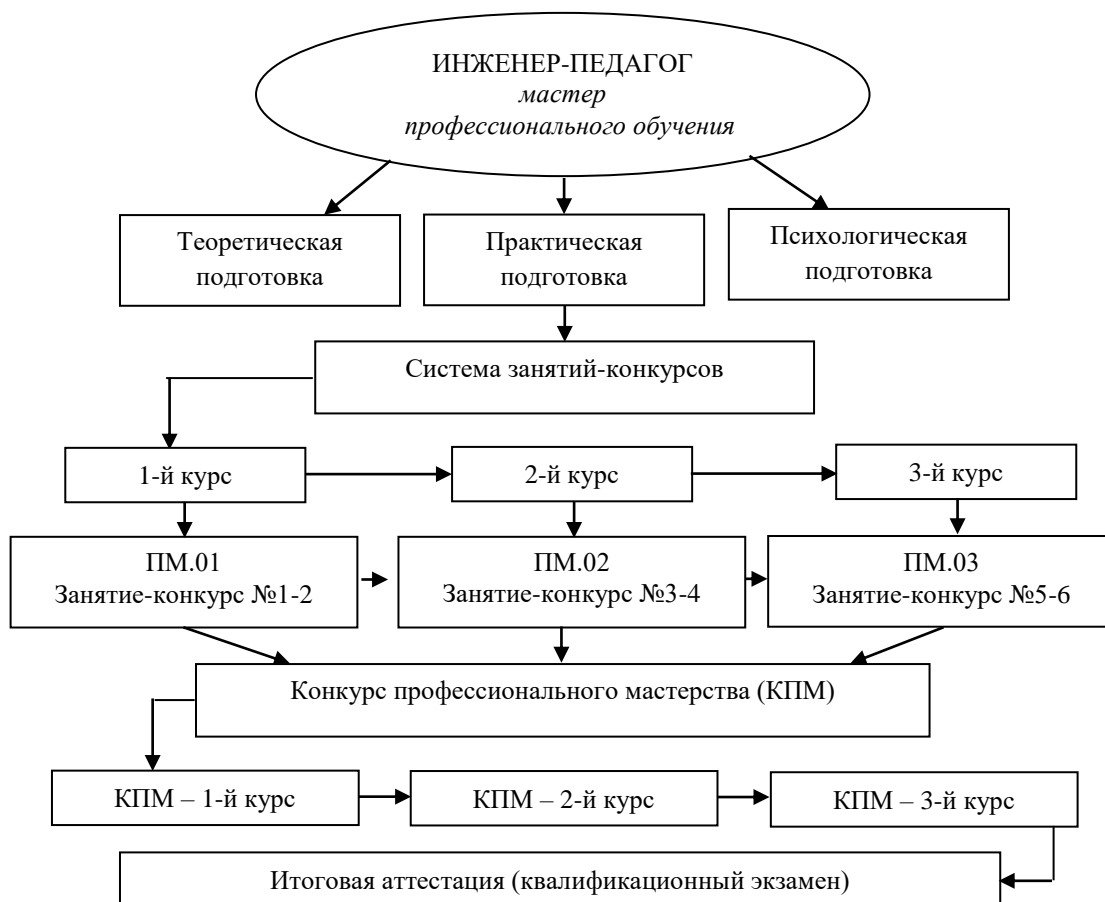 ИНЖЕНЕР-ПЕДАГОГ
мастер
профессионального обучения
Теоретическая
подготовка
Практическая
подготовка
Психологическая
подготовка
Система занятий-конкурсов
1-й курс
2-й курс
3-й курс
ПМ.01
Занятие-конкурс №1-2
ПМ.02
Занятие-конкурс №3-4
ПМ.03
Занятие-конкурс №5-6
Конкурс профессионального мастерства (КПМ)
КПМ – 1-й курс
КПМ – 2-й курс
КПМ – 3-й курс
Итоговая аттестация (квалификационный экзамен)